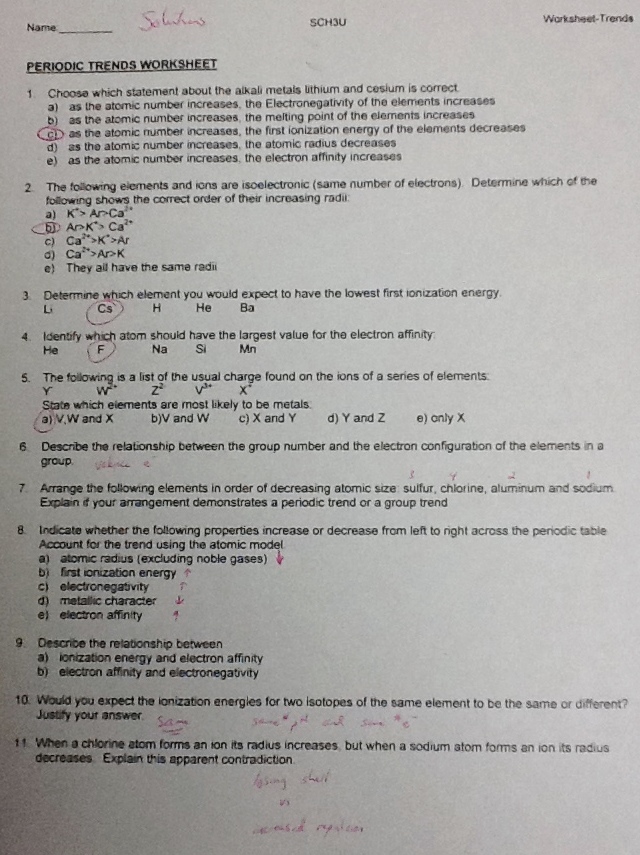 Name: Solutions SCH3U Worksheet-Trends
PERIODIC TRENDS WORKSHEET
1. Choose which statement about the alkali metals lithium and cesium is correct.
a) as the atomic number increases, the Electronegativity of the elements increases
b) as the atomic number increases, the melting point of the elements increases
c) as the atomic number increases, the first ionization energy of the elements decreases
d) as the atomic number increases, the atomic radius decreases
e) as the atomic number increases, the electron affinity increases
2. The following elements and ions are isoelectronic (same number of electrons). Determine which of the
following shows the correct order of their increasing radii:
a) K⁺> Ar>Ca²⁺
b) Ar>K⁺> Ca²⁺
c) Ca²⁺>K⁺>Ar
d) Ca²⁺>Ar>K
e) They all have the same radii
3. Determine which element you would expect to have the lowest first ionization energy.
Li Cs H He Ba
4. Identify which atom should have the largest value for the electron affinity:
He F Na Si Mn
5. The following is a list of the usual charge found on the ions of a series of elements:
Y⁻ W²⁺ Z²⁻ V³⁺ X⁺
State which elements are most likely to be metals:
a) V,W and X b)V and W c) X and Y d) Y and Z e) only X
6. Describe the relationship between the group number and the electron configuration of the elements in a
group. valence e⁻
3 4 2 1
7. Arrange the following elements in order of decreasing atomic size: sulfur, chlorine, aluminum and sodium.
Explain if your arrangement demonstrates a periodic trend or a group trend
8. Indicate whether the following properties increase or decrease from left to right across the periodic table.
Account for the trend using the atomic model.
a) atomic radius (excluding noble gases) ↓
b) first ionization energy ↑
c) electronegativity ↑
d) metallic character ↓
e) electron affinity ↑
9. Describe the relationship between
a) ionization energy and electron affinity
b) electron affinity and electronegativity
10. Would you expect the ionization energies for two isotopes of the same element to be the same or different?
Justify your answer. same same # p⁺ and same # e⁻
11. When a chlorine atom forms an ion its radius increases, but when a sodium atom forms an ion its radius
decreases. Explain this apparent contradiction.
losing shell
vs
increased repulsion